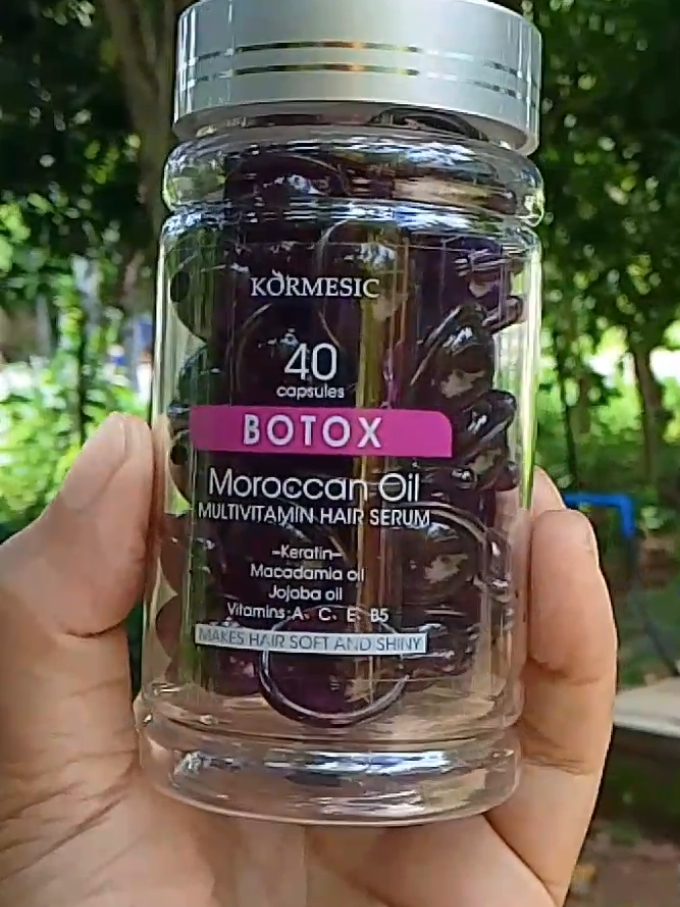 KORMESIC
40
capsules
BOTOX
Moroccan Oil
MULTIVITAMIN HAIR SERUM
-Keratin-
Macadamia oil
Jojoba oil
Vitamins:A、C、E、B5
MAKES HAIR SOFT AND SHINY